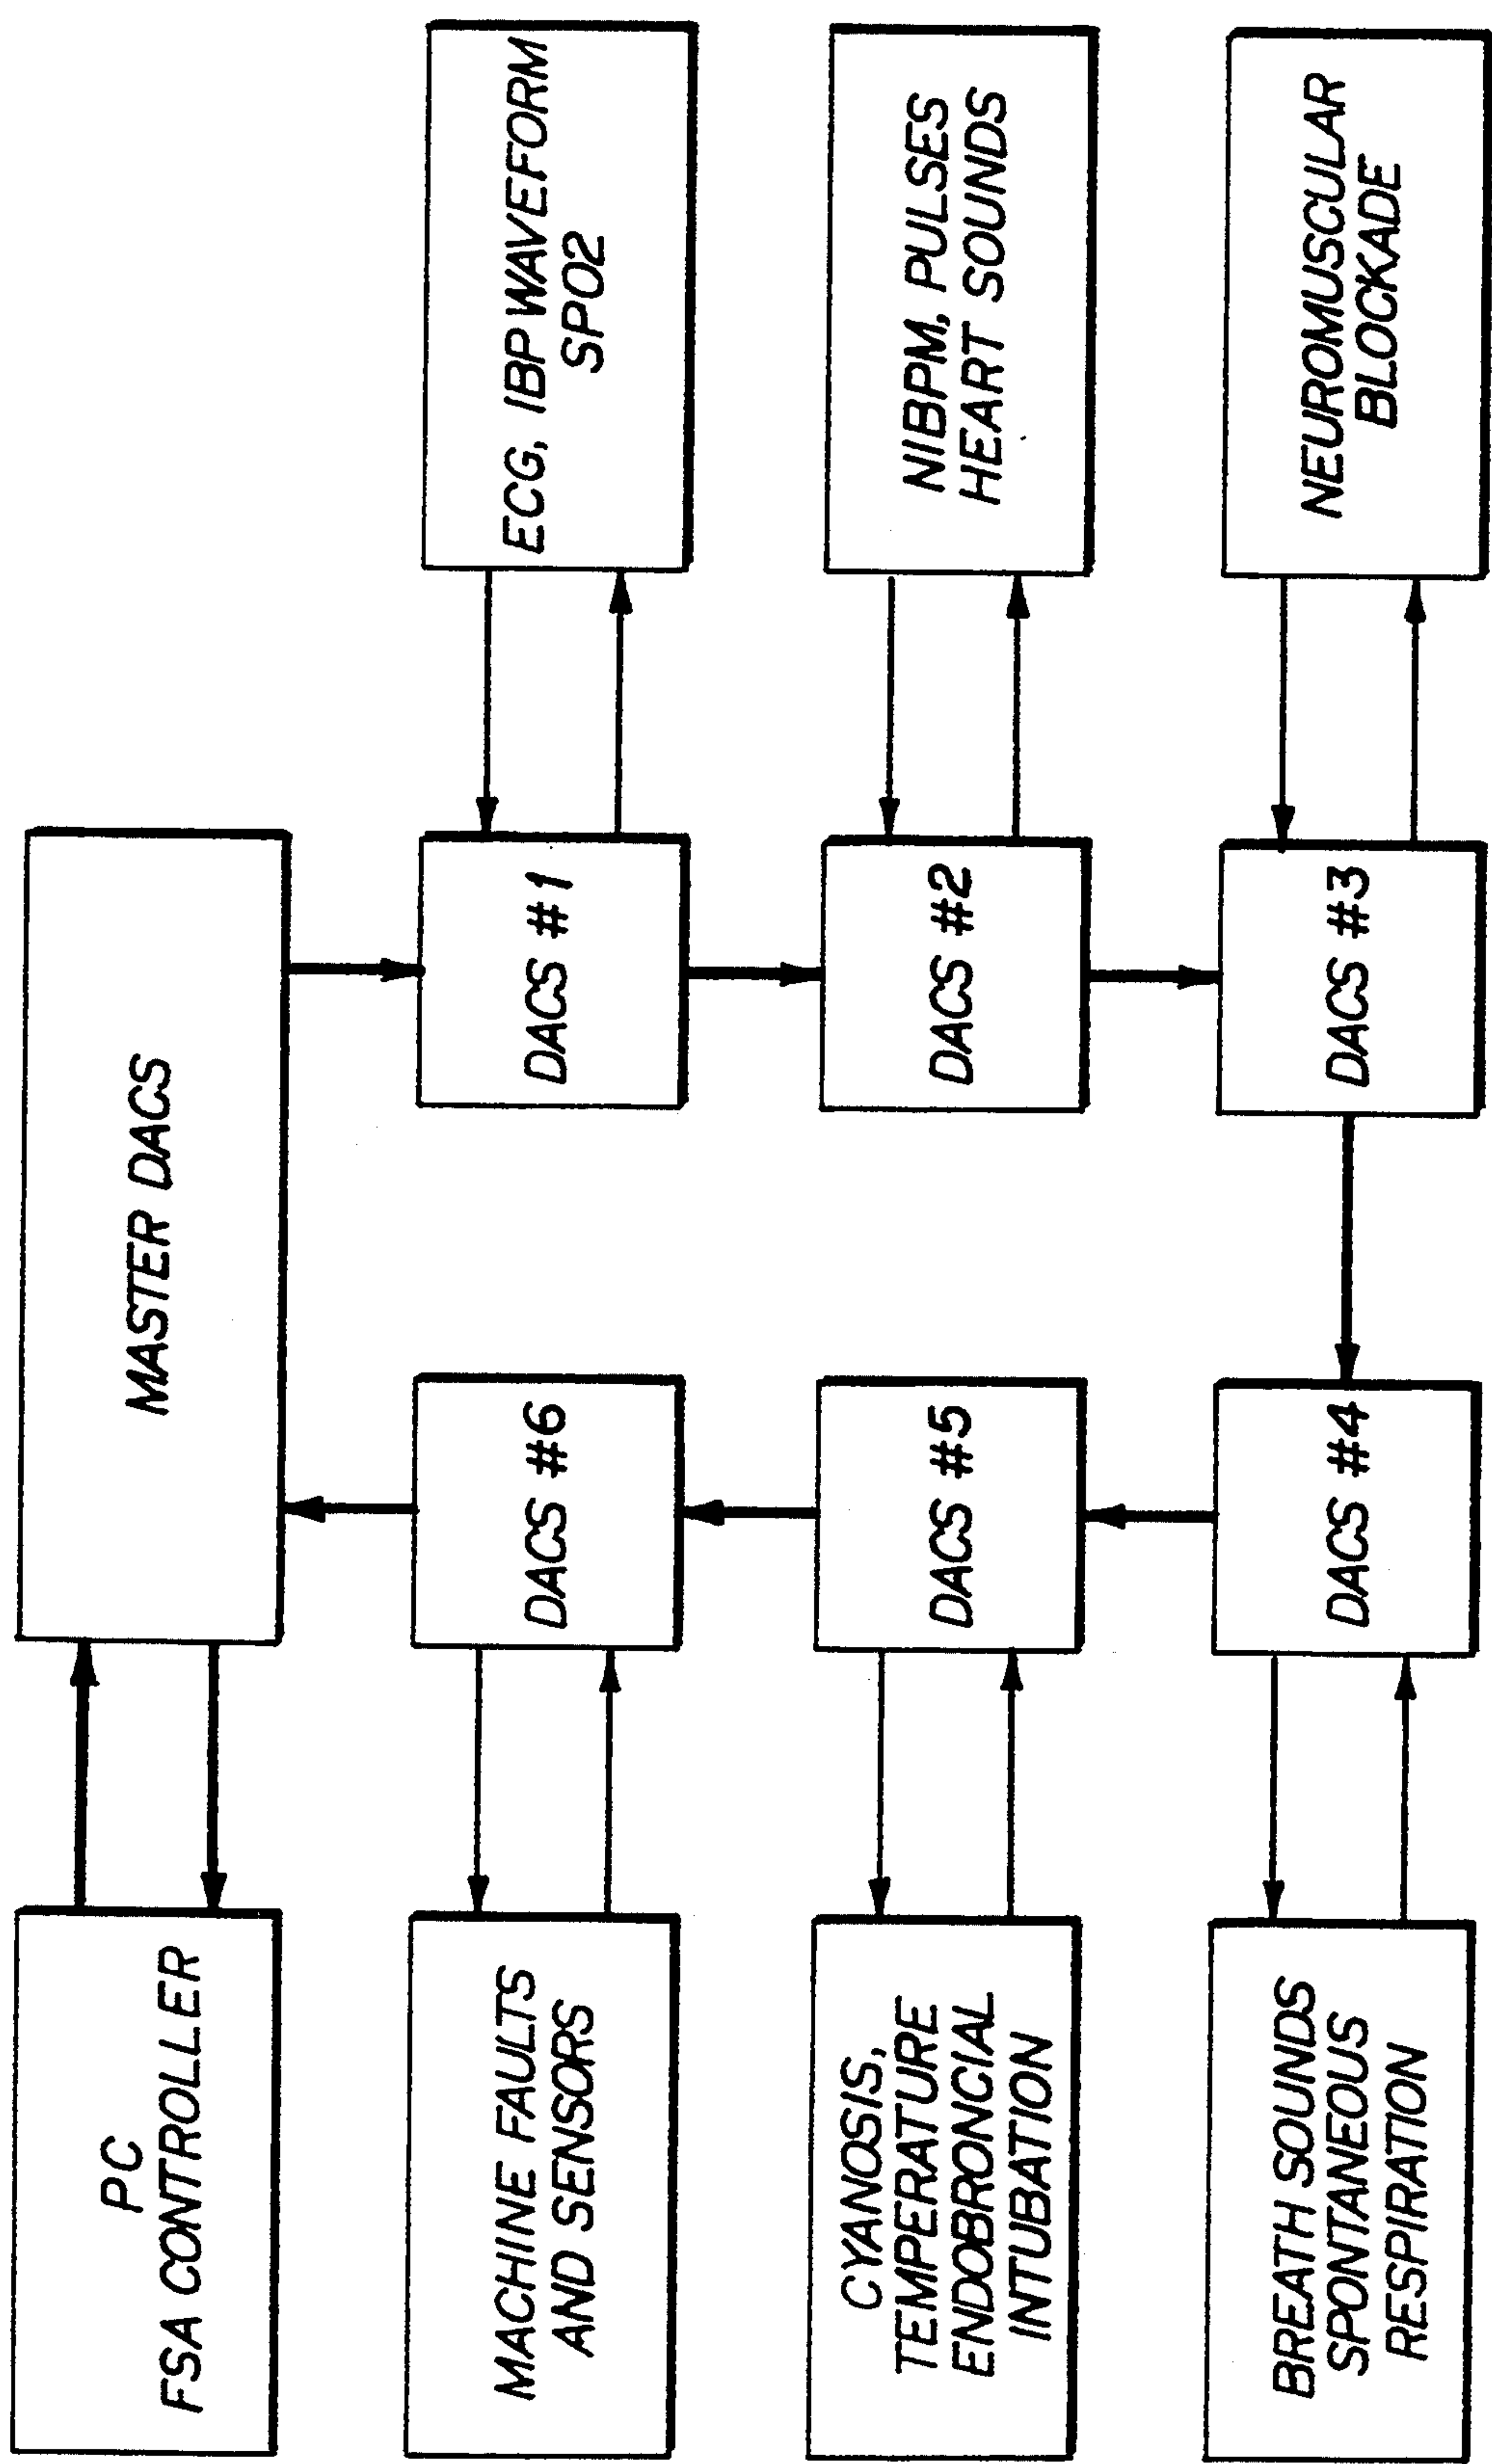 PC
FSA CONTROLLER
MASTER DACS
MACHINE FAULTS
AND SENSORS
DACS #6
DACS #1
ECG, IBP WAVEFORM
SPO2
CYANOSIS,
TEMPERATURE
ENDOBRONCIAL
INTUBATION
DACS #5
DACS #2
NIBPM, PULSES
HEART SOUNDS
BREATH SOUNDS
SPONTANEOUS
RESPIRATION
DACS #4
DACS #3
NEUROMUSCULAR
BLOCKADE